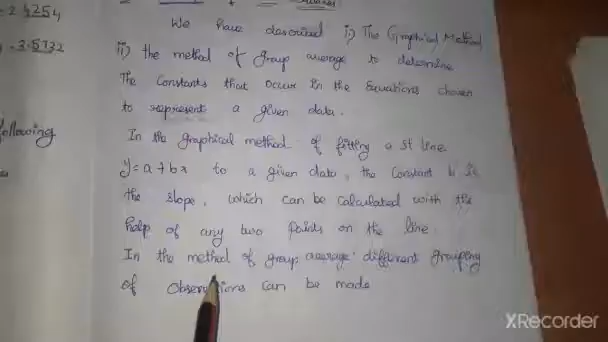 2.4254
-3.5732
following
We have described i) The Graphical Method
ii) the method of group average to determine
the Constants that occur in the Equations chosen
to represent a given data.
In the graphical method of fitting a st line
y = a + bx to a given data, the Constant b is
the slope, which can be calculated with the
help of any two points on the line.
In the method of group average different grouping
of Observations can be made
XRecorder